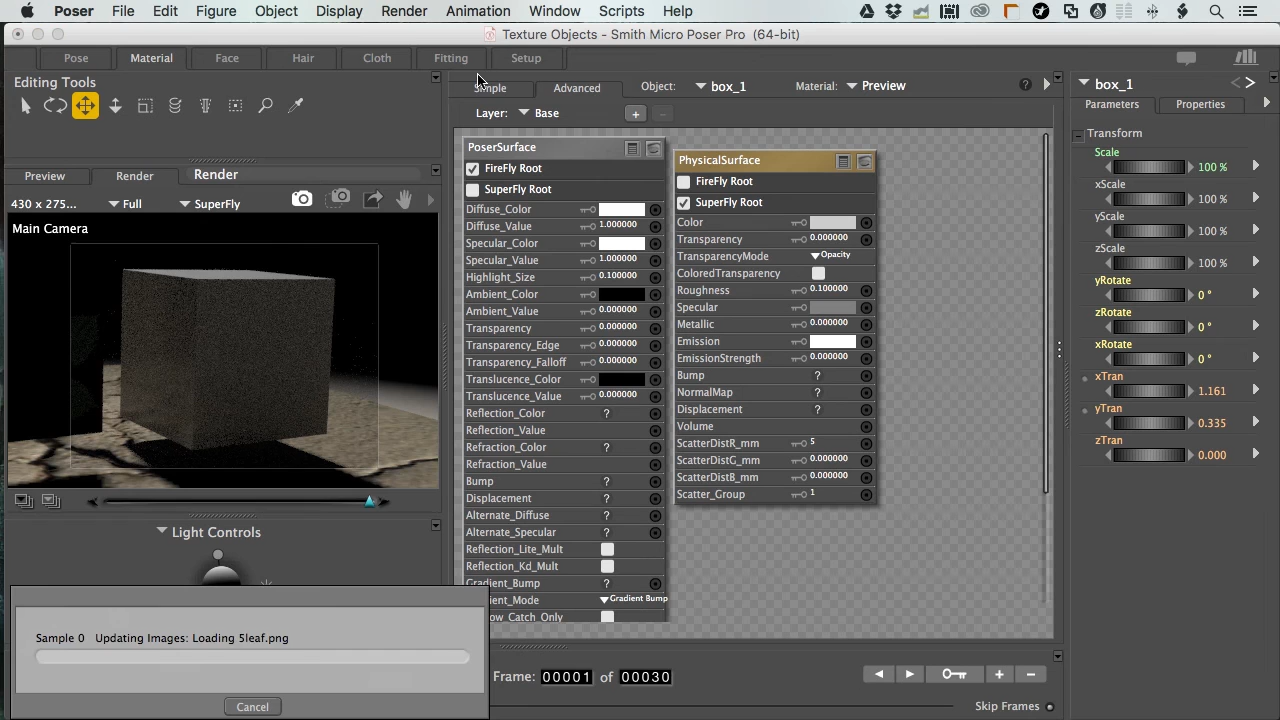 Poser File Edit Figure Object Display Render Animation Window Scripts Help
Texture Objects - Smith Micro Poser Pro (64-bit)
Pose Material Face Hair Cloth Fitting Setup
Editing Tools
Advanced Object: box_1 Material: Preview
Layer: Base
box_1
Parameters Properties
Preview Render Render
430 x 275... Full SuperFly
Main Camera
PoserSurface
FireFly Root
SuperFly Root
Diffuse_Color
Diffuse_Value 1.000000
Specular_Color
Specular_Value 1.000000
Highlight_Size 0.100000
Ambient_Color
Ambient_Value 0.000000
Transparency 0.000000
Transparency_Edge 0.000000
Transparency_Falloff 0.000000
Translucence_Color
Translucence_Value 0.000000
Reflection_Color ?
Reflection_Value
Refraction_Color ?
Refraction_Value
Bump ?
Displacement ?
Alternate_Diffuse ?
Alternate_Specular ?
Reflection_Lite_Mult
Reflection_Kd_Mult
Gradient_Bump ?
Gradient Bump
PhysicalSurface
FireFly Root
SuperFly Root
Color
Transparency 0.000000
TransparencyMode Opacity
ColoredTransparency
Roughness 0.100000
Specular
Metallic 0.000000
Emission
EmissionStrength 0.000000
Bump ?
NormalMap ?
Displacement ?
Volume
ScatterDistR_mm 5
ScatterDistG_mm 0.000000
ScatterDistB_mm 0.000000
Scatter_Group 1
Transform
Scale 100 %
xScale 100 %
yScale 100 %
zScale 100 %
yRotate 0 °
zRotate 0 °
xRotate 0 °
xTran 1.161
yTran 0.335
zTran 0.000
Light Controls
Sample 0 Updating Images: Loading 5leaf.png
Cancel
Frame: 00001 of 00030
Skip Frames